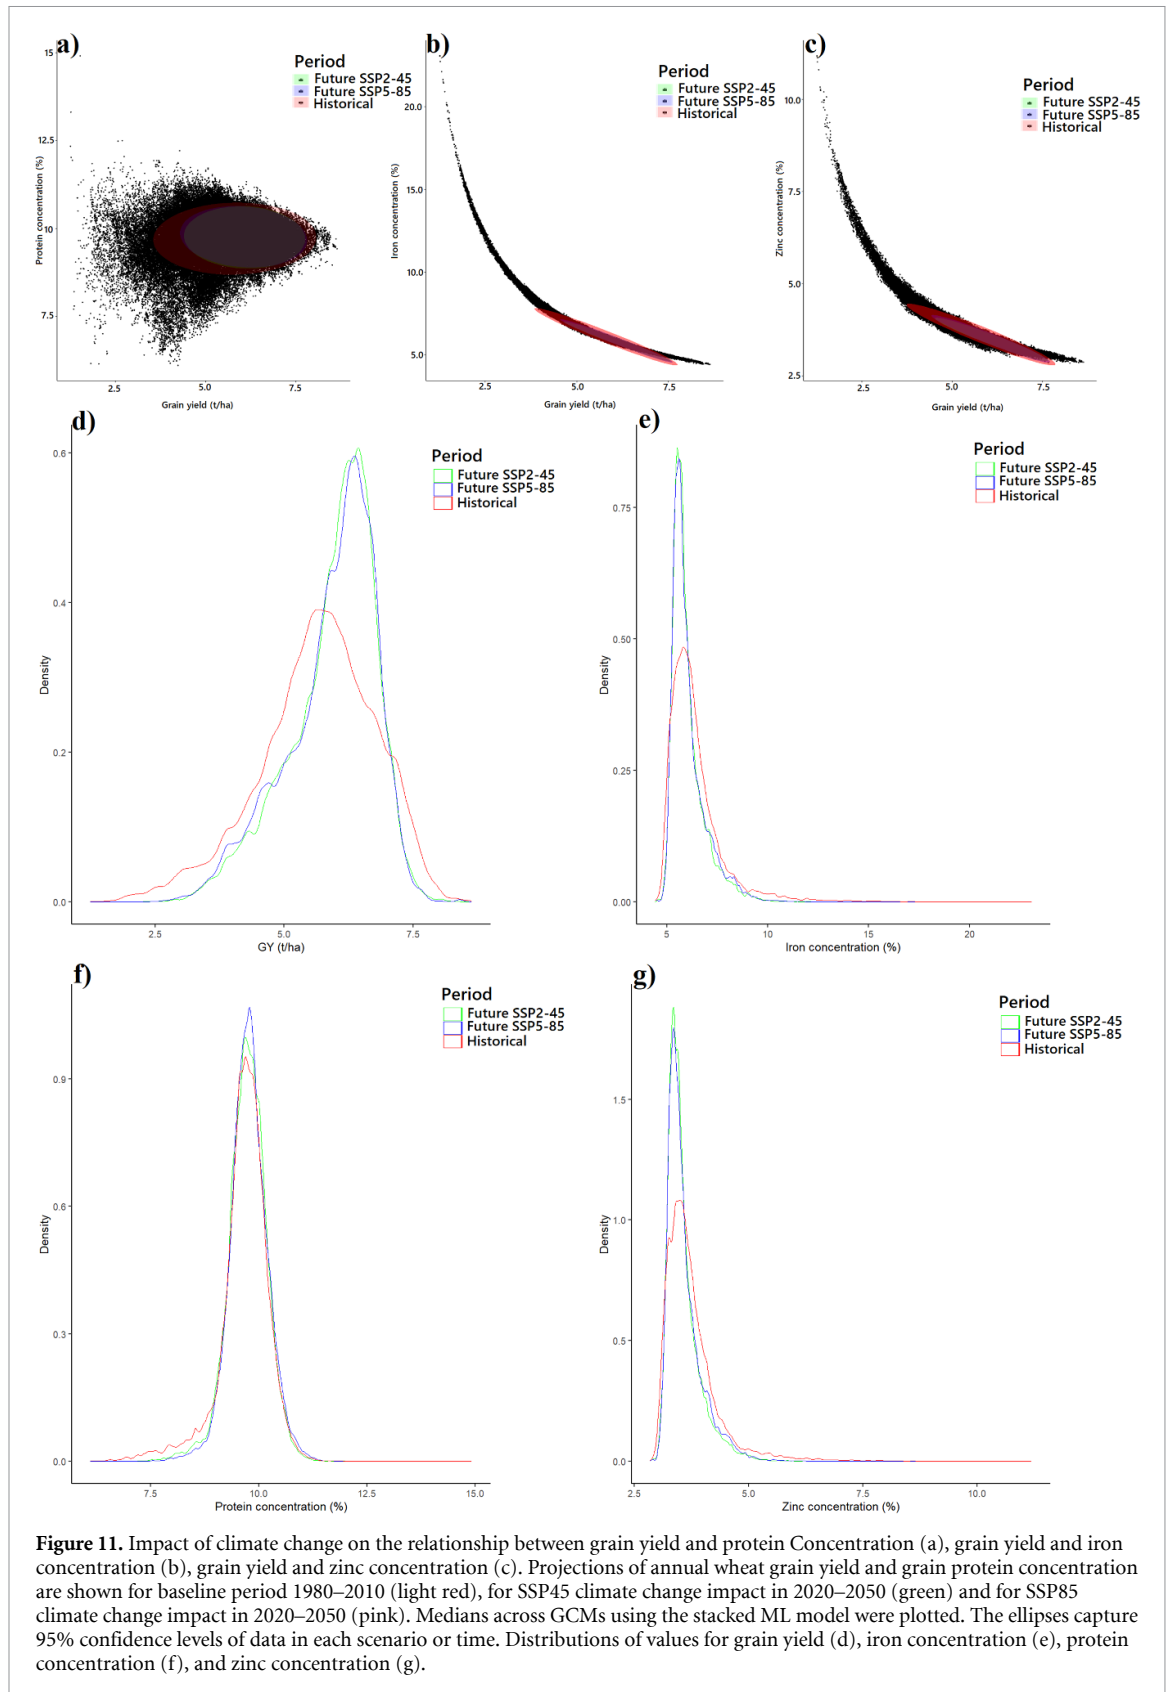 a)
Period
Future SSP2-45
Future SSP5-85
Historical
15
12.5
10
7.5
Protein concentration (%)
2.5
5.0
7.5
Grain yield (t/ha)
b)
Period
Future SSP2-45
Future SSP5-85
Historical
20.0
15.0
10.0
5.0
Iron concentration (%)
2.5
5.0
7.5
Grain yield (t/ha)
c)
Period
Future SSP2-45
Future SSP5-85
Historical
10.0
7.5
5.0
2.5
Zinc concentration (%)
2.5
5.0
7.5
Grain yield (t/ha)
d)
Period
Future SSP2-45
Future SSP5-85
Historical
0.6
0.4
0.2
0.0
Density
2.5
5.0
7.5
GY (t/ha)
e)
Period
Future SSP2-45
Future SSP5-85
Historical
0.75
0.50
0.25
0.00
Density
5
10
15
20
Iron concentration (%)
f)
Period
Future SSP2-45
Future SSP5-85
Historical
0.9
0.6
0.3
0.0
Density
7.5
10.0
12.5
15.0
Protein concentration (%)
g)
Period
Future SSP2-45
Future SSP5-85
Historical
1.5
1.0
0.5
0.0
Density
2.5
5.0
7.5
10.0
Zinc concentration (%)
Figure 11. Impact of climate change on the relationship between grain yield and protein Concentration (a), grain yield and iron
concentration (b), grain yield and zinc concentration (c). Projections of annual wheat grain yield and grain protein concentration
are shown for baseline period 1980–2010 (light red), for SSP45 climate change impact in 2020–2050 (green) and for SSP85
climate change impact in 2020–2050 (pink). Medians across GCMs using the stacked ML model were plotted. The ellipses capture
95% confidence levels of data in each scenario or time. Distributions of values for grain yield (d), iron concentration (e), protein
concentration (f), and zinc concentration (g).